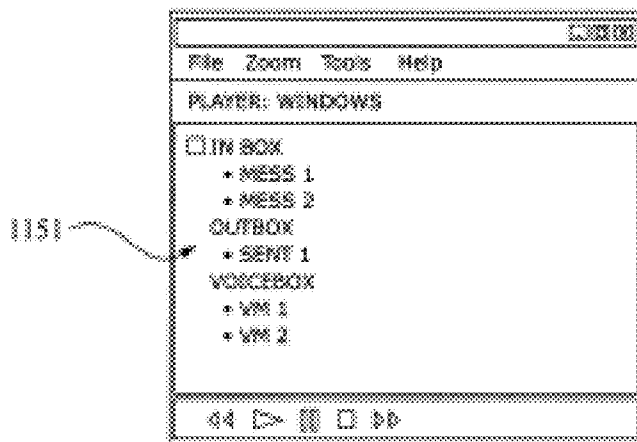 File Zoom Tools Help
PLAYER: WINDOWS
IN BOX
• MESS 1
• MESS 2
OUTBOX
1151
• SENT 1
VOICEBOX
• VM 1
• VM 2